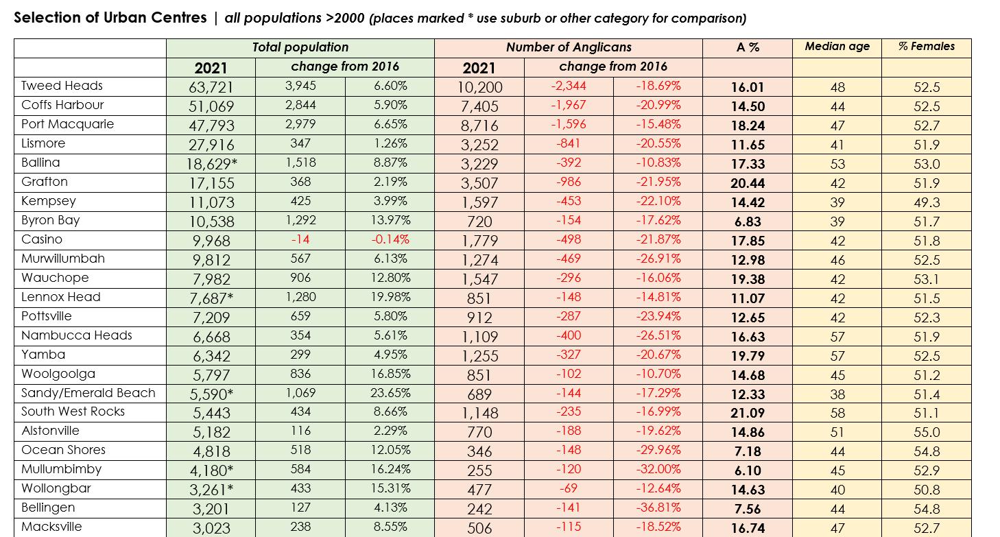 Selection of Urban Centres | all populations >2000 (places marked * use suburb or other category for comparison)
Total population Number of Anglicans A % Median age % Females
2021 change from 2016 2021 change from 2016
Tweed Heads 63,721 3,945 6.60% 10,200 -2,344 -18.69% 16.01 48 52.5
Coffs Harbour 51,069 2,844 5.90% 7,405 -1,967 -20.99% 14.50 44 52.5
Port Macquarie 47,793 2,979 6.65% 8,716 -1,596 -15.48% 18.24 47 52.7
Lismore 27,916 347 1.26% 3,252 -841 -20.55% 11.65 41 51.9
Ballina 18,629* 1,518 8.87% 3,229 -392 -10.83% 17.33 53 53.0
Grafton 17,155 368 2.19% 3,507 -986 -21.95% 20.44 42 51.9
Kempsey 11,073 425 3.99% 1,597 -453 -22.10% 14.42 39 49.3
Byron Bay 10,538 1,292 13.97% 720 -154 -17.62% 6.83 39 51.7
Casino 9,968 -14 -0.14% 1,779 -498 -21.87% 17.85 42 51.8
Murwillumbah 9,812 567 6.13% 1,274 -469 -26.91% 12.98 46 52.5
Wauchope 7,982 906 12.80% 1,547 -296 -16.06% 19.38 42 53.1
Lennox Head 7,687* 1,280 19.98% 851 -148 -14.81% 11.07 42 51.5
Pottsville 7,209 659 5.80% 912 -287 -23.94% 12.65 42 52.3
Nambucca Heads 6,668 354 5.61% 1,109 -400 -26.51% 16.63 57 51.9
Yamba 6,342 299 4.95% 1,255 -327 -20.67% 19.79 57 52.5
Woolgoolga 5,797 836 16.85% 851 -102 -10.70% 14.68 45 51.2
Sandy/Emerald Beach 5,590* 1,069 23.65% 689 -144 -17.29% 12.33 38 51.4
South West Rocks 5,443 434 8.66% 1,148 -235 -16.99% 21.09 58 51.1
Alstonville 5,182 116 2.29% 770 -188 -19.62% 14.86 51 55.0
Ocean Shores 4,818 518 12.05% 346 -148 -29.96% 7.18 44 54.8
Mullumbimby 4,180* 584 16.24% 255 -120 -32.00% 6.10 45 52.9
Wollongbar 3,261* 433 15.31% 477 -69 -12.64% 14.63 40 50.8
Bellingen 3,201 127 4.13% 242 -141 -36.81% 7.56 44 54.8
Macksville 3,023 238 8.55% 506 -115 -18.52% 16.74 47 52.7